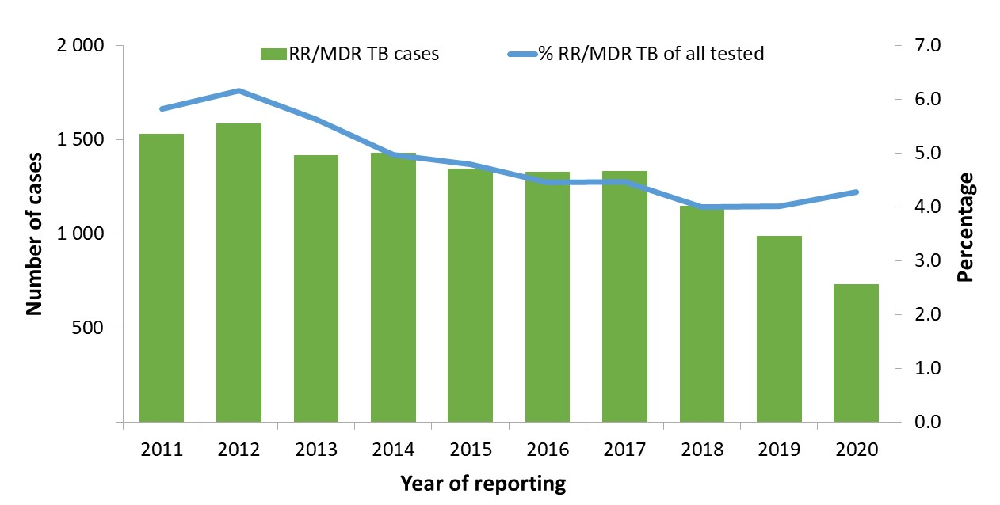 RR/MDR TB cases
% RR/MDR TB of all tested
2 000
1 500
1 000
500
Number of cases
7.0
6.0
5.0
4.0
3.0
2.0
1.0
0.0
Percentage
2011 2012 2013 2014 2015 2016 2017 2018 2019 2020
Year of reporting